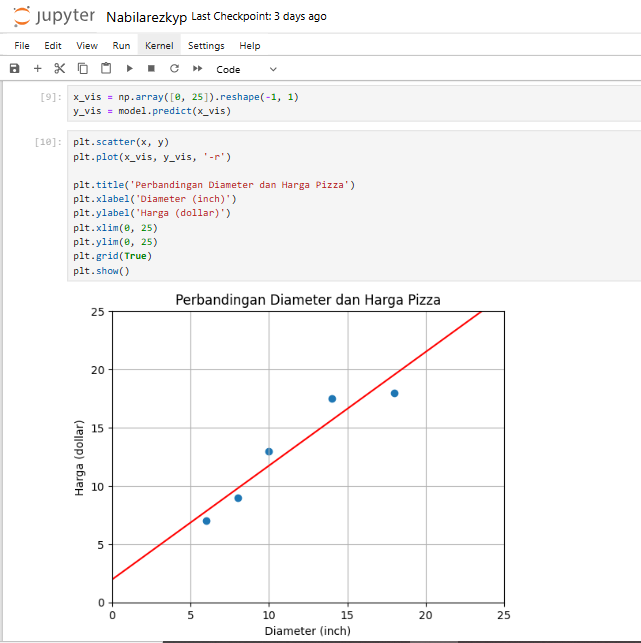 jupyter Nabilarezkyp Last Checkpoint: 3 days ago
File Edit View Run Kernel Settings Help
Code
[9]: x_vis = np.array([0, 25]).reshape(-1, 1)
y_vis = model.predict(x_vis)
[10]: plt.scatter(x, y)
plt.plot(x_vis, y_vis, '-r')
plt.title('Perbandingan Diameter dan Harga Pizza')
plt.xlabel('Diameter (inch)')
plt.ylabel('Harga (dollar)')
plt.xlim(0, 25)
plt.ylim(0, 25)
plt.grid(True)
plt.show()
Perbandingan Diameter dan Harga Pizza
25
20
15
10
5
0
Harga (dollar)
0 5 10 15 20 25
Diameter (inch)